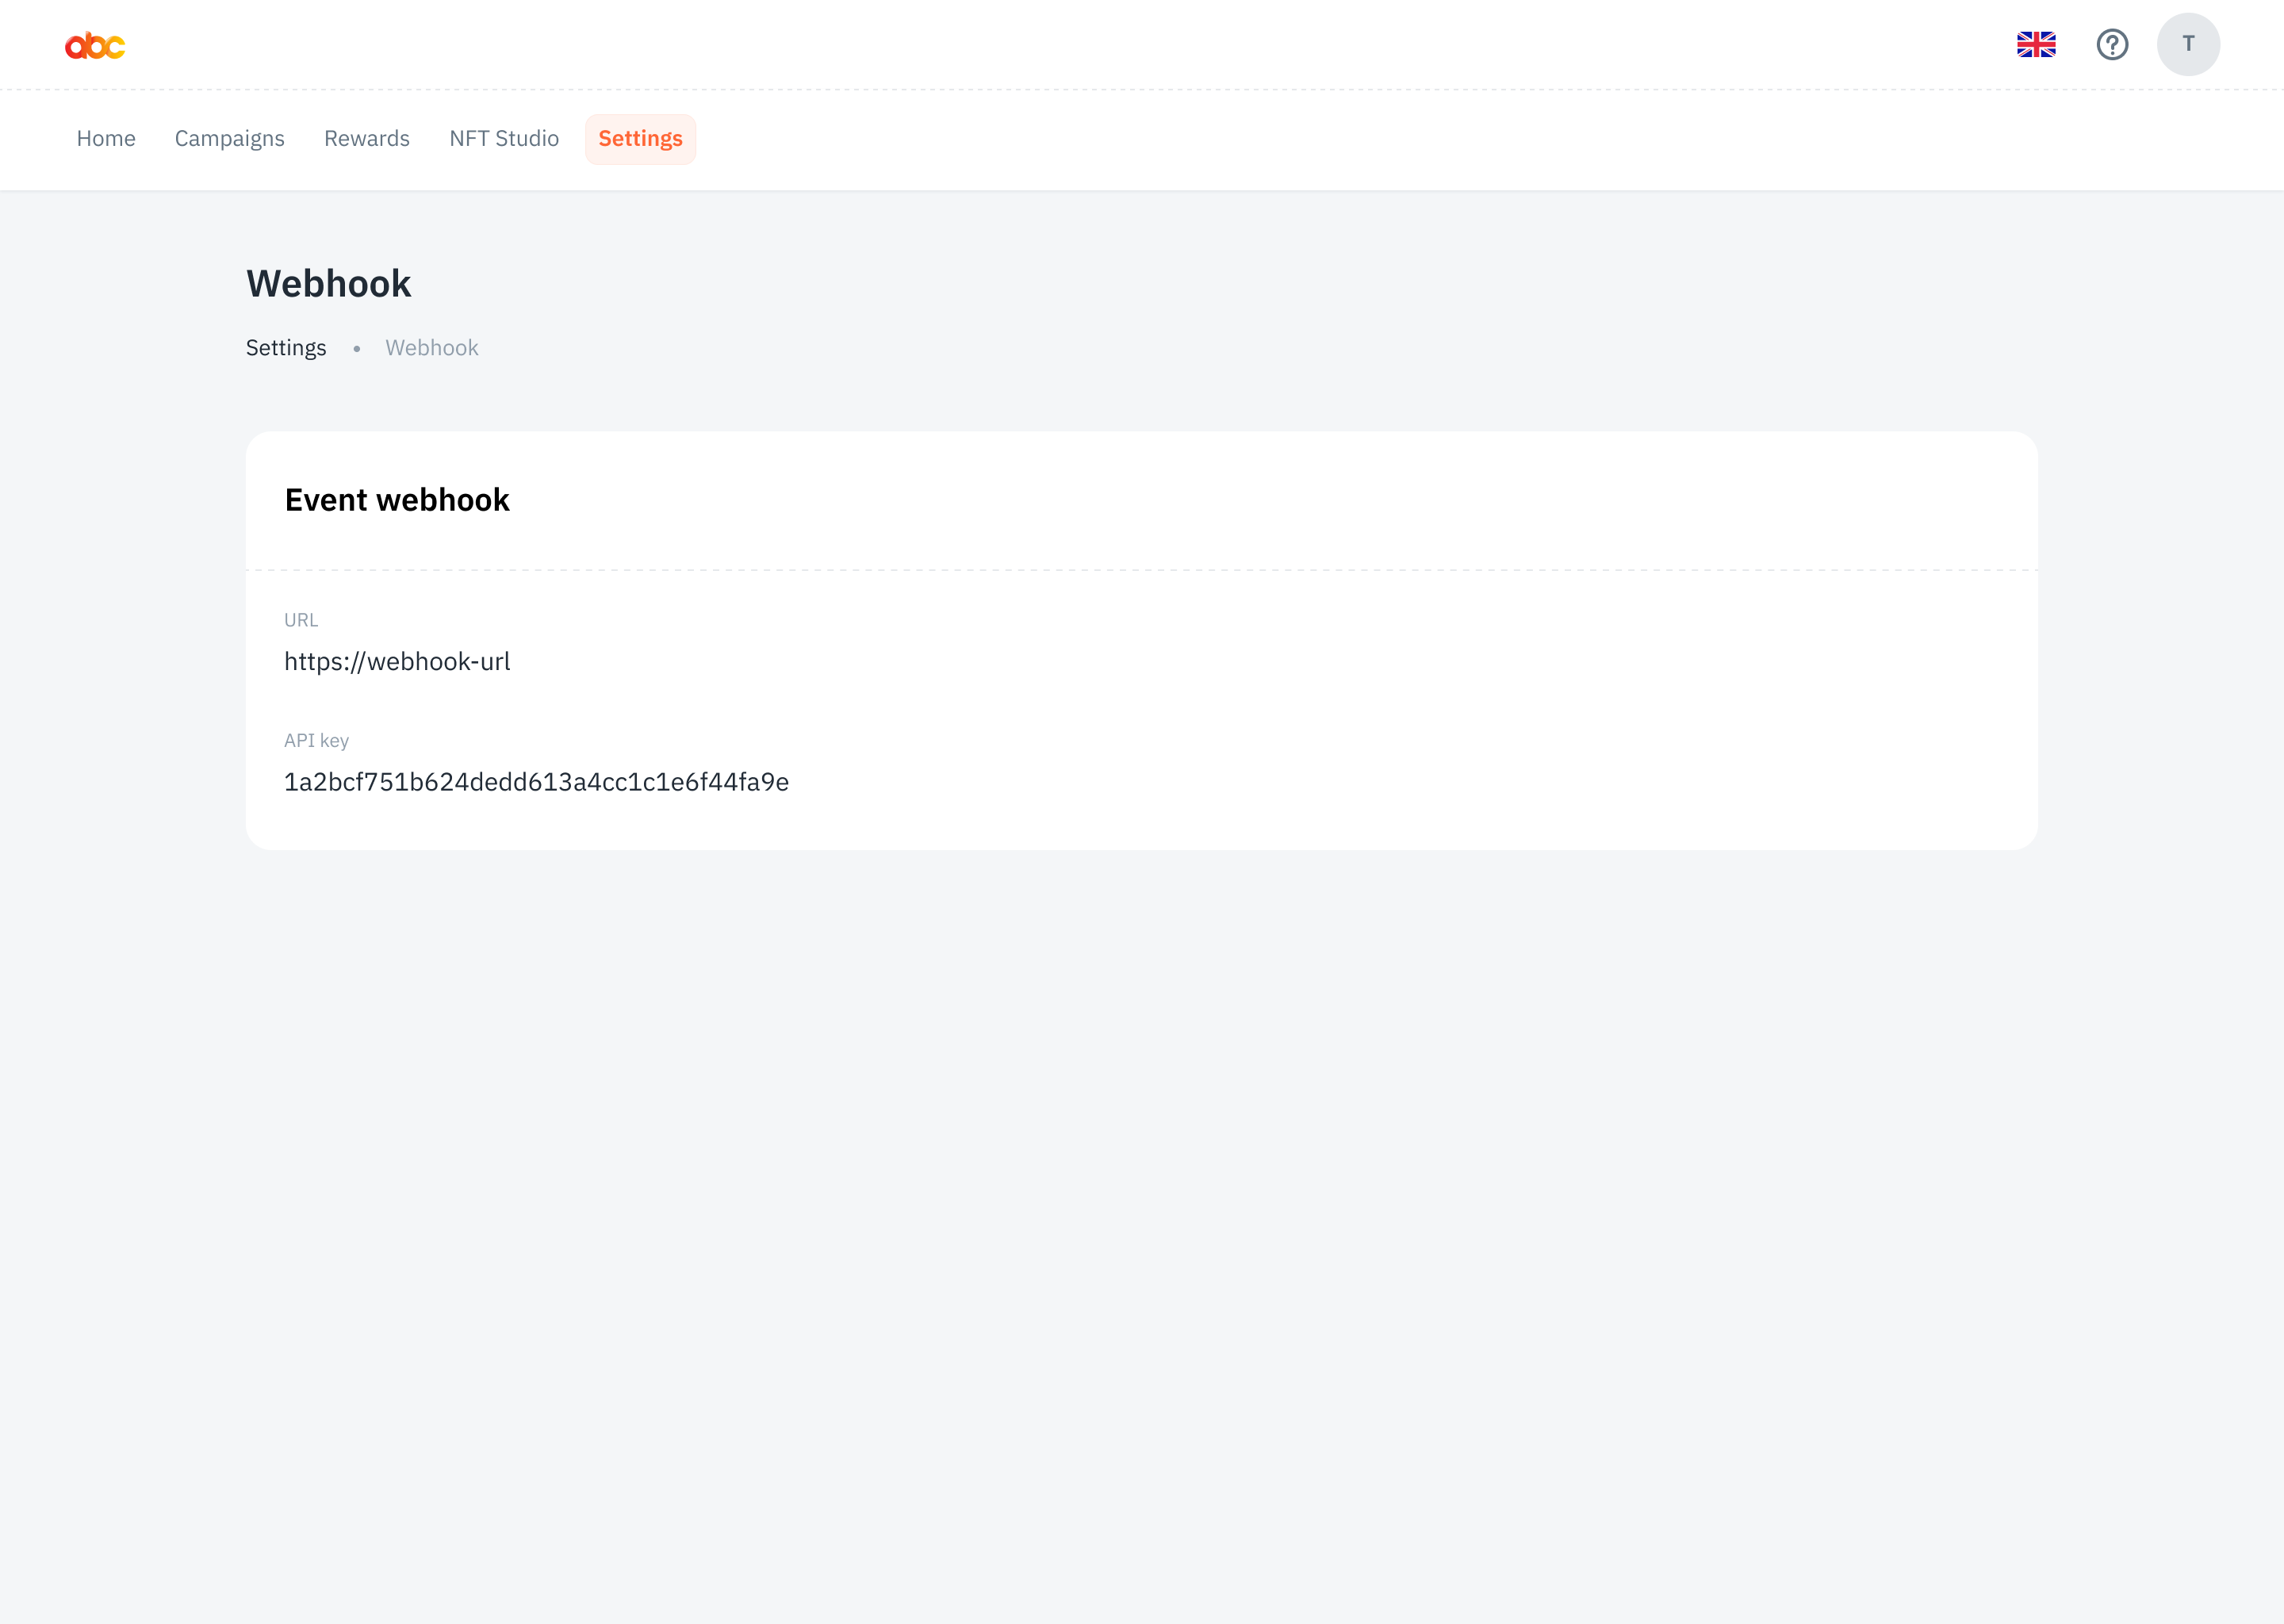 abc
T
Home Campaigns Rewards NFT Studio Settings
Webhook
Settings • Webhook
Event webhook
URL
https://webhook-url
API key
1a2bcf751b624dedd613a4cc1c1e6f44fa9e